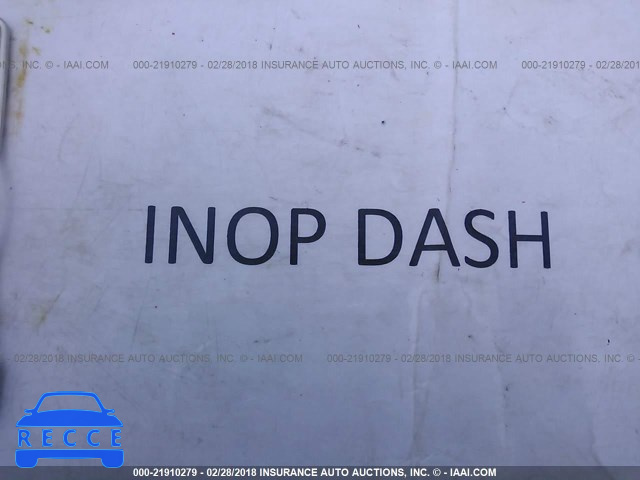 S, INC. - © IAAI.COM 000-21910279 - 02/28/2018 INSURANCE AUTO AUCTIONS, INC. - © IAAI.COM 000-21910279 - 02/28/2018
INOP DASH
- 02/28/2018 INSURANCE AUTO AUCTIONS, INC. - © IAAI.COM 000-21910279 - 02/28/2018 INSURANCE AUTO AUCTIONS, INC.
RECCE
000-21910279 - 02/28/2018 INSURANCE AUTO AUCTIONS, INC. - © IAAI.COM